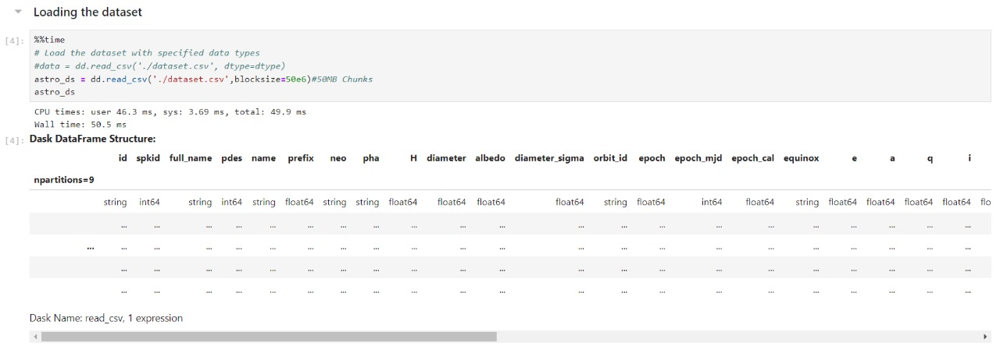 Loading the dataset
[4]: %%time
# Load the dataset with specified data types
#data = dd.read_csv('./dataset.csv', dtype=dtype)
astro_ds = dd.read_csv('./dataset.csv',blocksize=50e6)#50MB Chunks
astro_ds
CPU times: user 46.3 ms, sys: 3.69 ms, total: 49.9 ms
Wall time: 50.5 ms
[4]: Dask DataFrame Structure:
id spkid full_name pdes name prefix neo pha H diameter albedo diameter_sigma orbit_id epoch epoch_mjd epoch_cal equinox e a q i
npartitions=9
string int64 string int64 string float64 string string float64 float64 float64 float64 string float64 int64 float64 string float64 float64 float64 float64 flo
... ... ... ... ... ... ... ... ... ... ... ... ... ... ... ... ... ... ... ... ...
... ... ... ... ... ... ... ... ... ... ... ... ... ... ... ... ... ... ... ... ... ...
... ... ... ... ... ... ... ... ... ... ... ... ... ... ... ... ... ... ... ... ...
... ... ... ... ... ... ... ... ... ... ... ... ... ... ... ... ... ... ... ... ...
Dask Name: read_csv, 1 expression